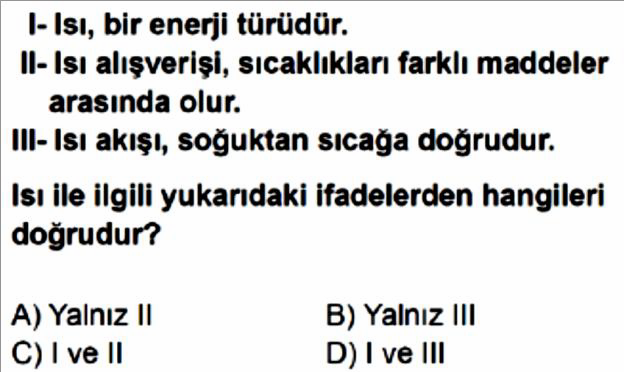 I- Isı, bir enerji türüdür.
II- Isı alışverişi, sıcaklıkları farklı maddeler
arasında olur.
III- Isı akışı, soğuktan sıcağa doğrudur.
Isı ile ilgili yukarıdaki ifadelerden hangileri
doğrudur?
A) Yalnız II B) Yalnız III
C) I ve II D) I ve III